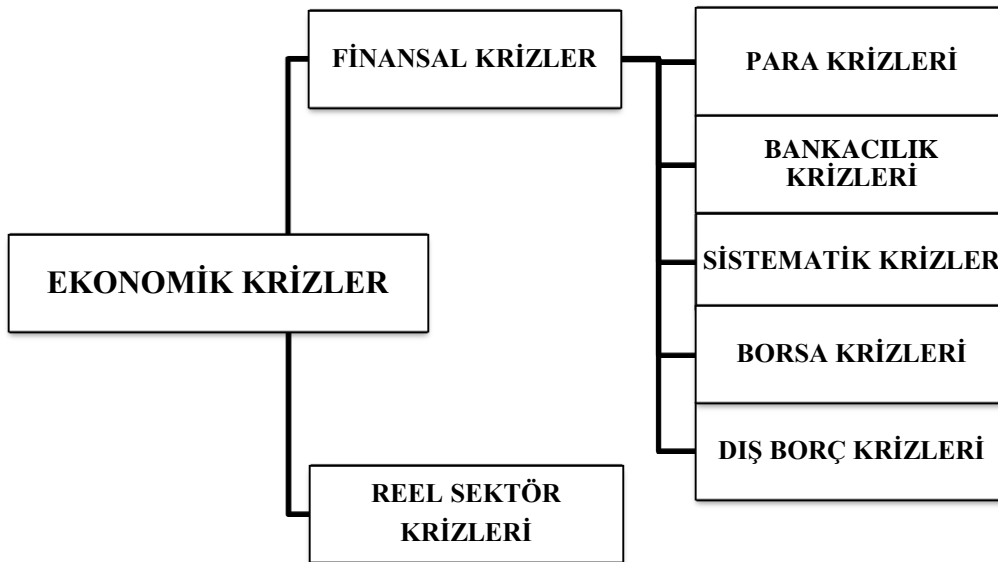 FİNANSAL KRİZLER
PARA KRİZLERİ
BANKACILIK
KRİZLERİ
EKONOMİK KRİZLER
SİSTEMATİK KRİZLER
BORSA KRİZLERİ
DIŞ BORÇ KRİZLERİ
REEL SEKTÖR
KRİZLERİ